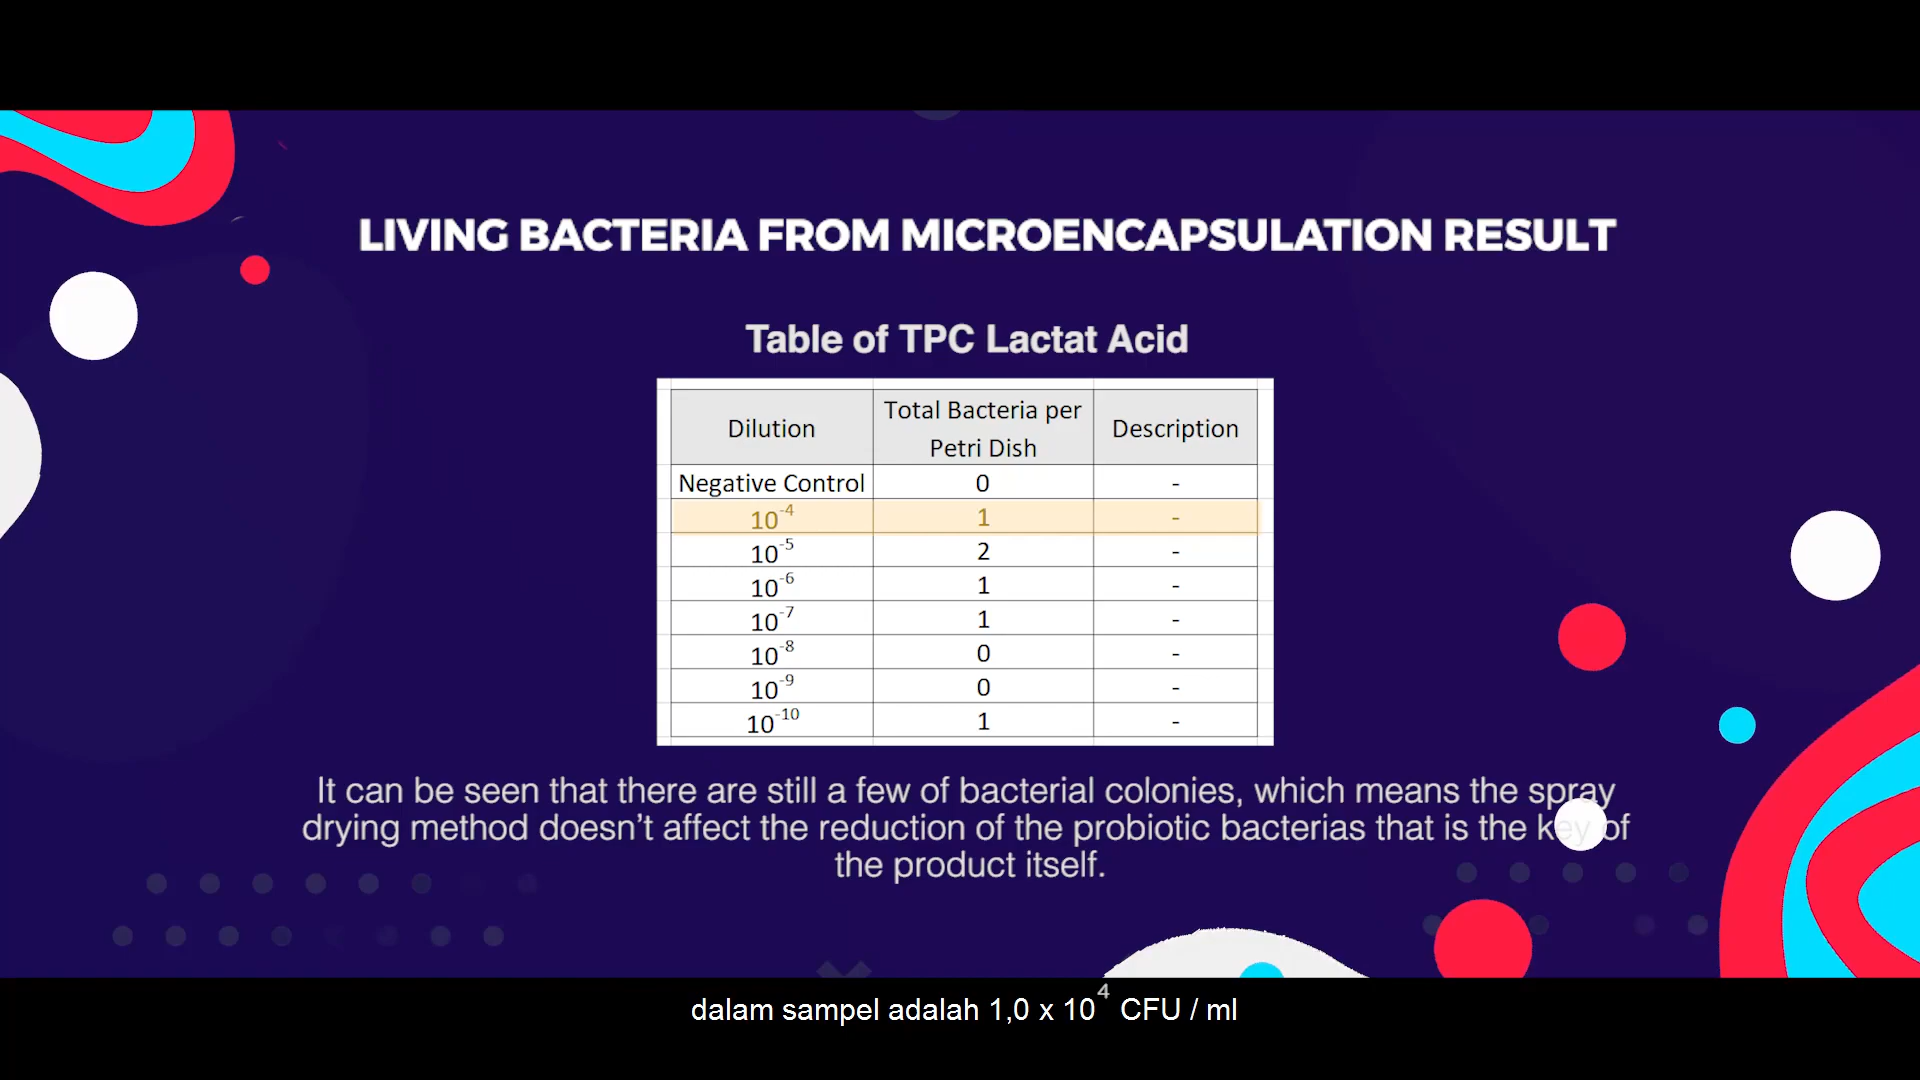 LIVING BACTERIA FROM MICROENCAPSULATION RESULT
Table of TPC Lactat Acid
Dilution Total Bacteria per Petri Dish Description
Negative Control 0 -
10⁻⁴ 1 -
10⁻⁵ 2 -
10⁻⁶ 1 -
10⁻⁷ 1 -
10⁻⁸ 0 -
10⁻⁹ 0 -
10⁻¹⁰ 1 -
It can be seen that there are still a few of bacterial colonies, which means the spray
drying method doesn't affect the reduction of the probiotic bacterias that is the key of
the product itself.
dalam sampel adalah 1,0 x 10⁴ CFU / ml